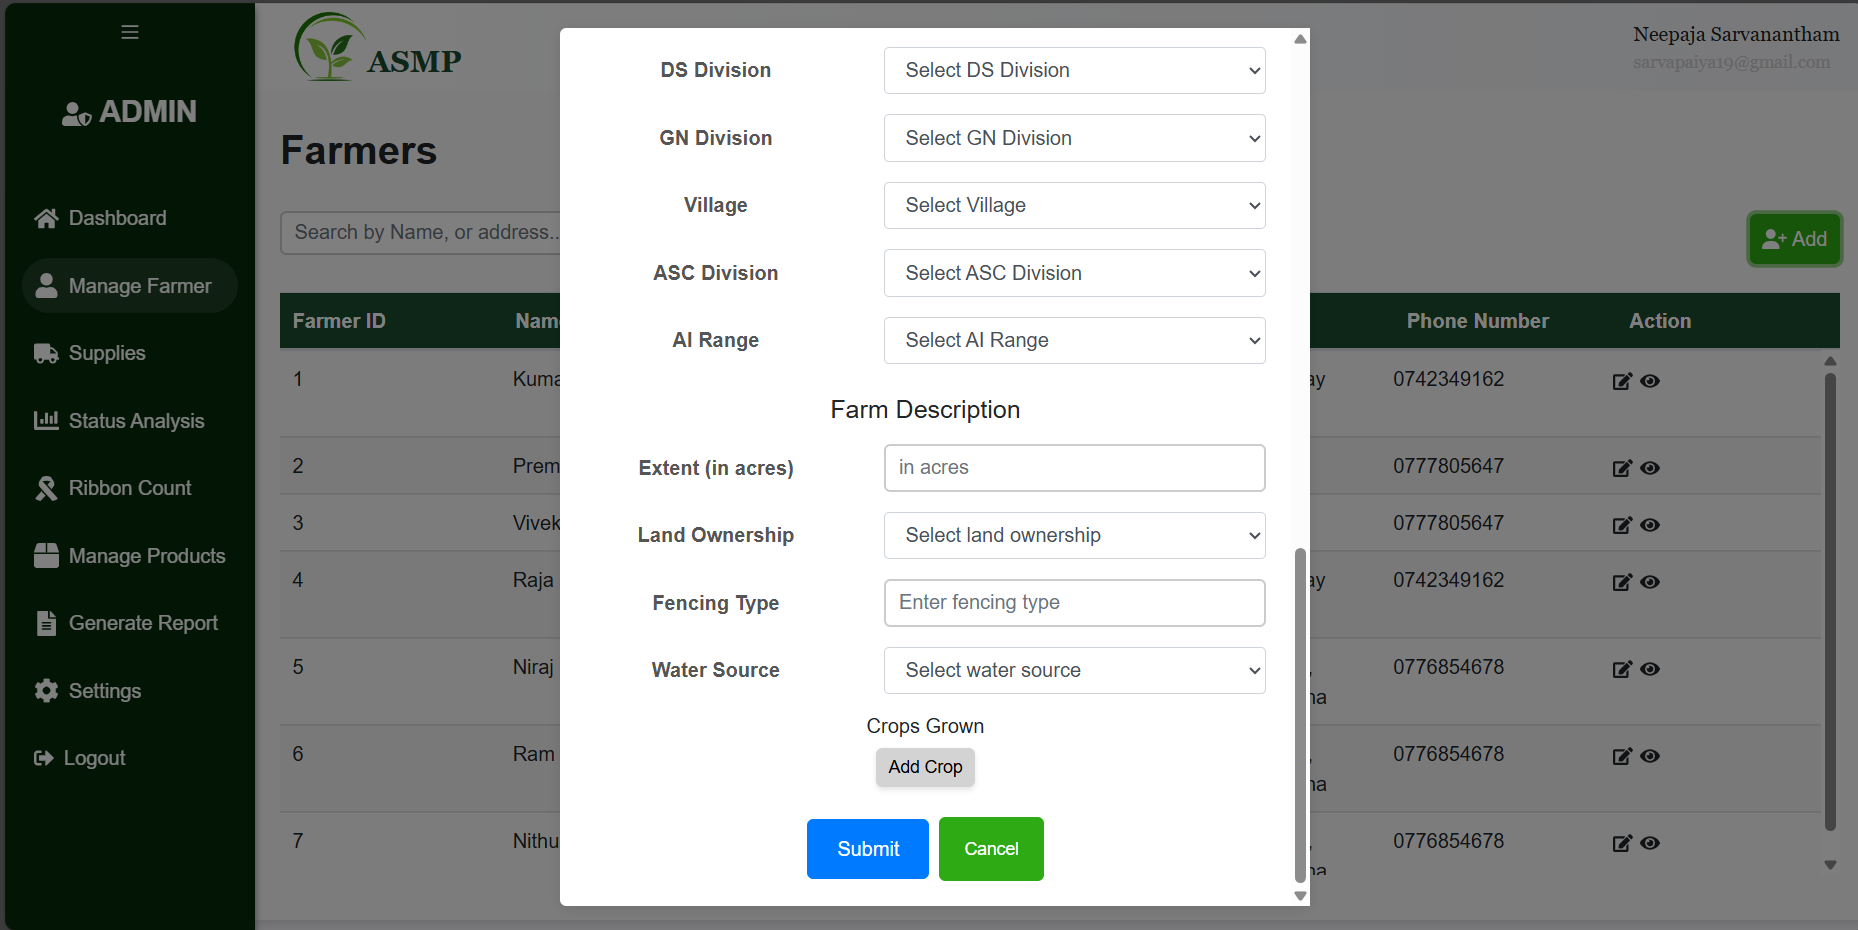 ADMIN
Dashboard
Manage Farmer
Supplies
Status Analysis
Ribbon Count
Manage Products
Generate Report
Settings
Logout
ASMP
Neepaja Sarvanantham
sarvapaiya19@gmail.com
Farmers
Search by Name, or address..
Add
Farmer ID Nam Phone Number Action
1 Kuma ay 0742349162
2 Prem 0777805647
3 Vivek 0777805647
4 Raja ay 0742349162
5 Niraj , 0776854678
na
6 Ram , 0776854678
na
7 Nithu , 0776854678
na
DS Division Select DS Division
GN Division Select GN Division
Village Select Village
ASC Division Select ASC Division
AI Range Select AI Range
Farm Description
Extent (in acres) in acres
Land Ownership Select land ownership
Fencing Type Enter fencing type
Water Source Select water source
Crops Grown
Add Crop
Submit Cancel